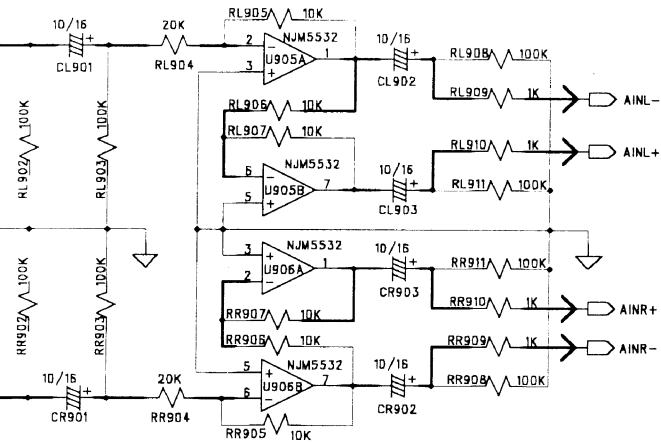 RL905 10K
10/16 + CL901
20K RL904
2 - NJM5532 1
3 + U905A
10/16 + CL902
RL908 100K
RL909 1K AINL-
RL906 10K
RL907 10K
RL902 100K
RL903 100K
NJM5532
6 - U905B 7
5 +
10/16 + CL903
RL910 1K AINL+
RL911 100K
NJM5532
3 + U906A 1
2 -
10/16 + CR903
RR911 100K
RR910 1K AINR+
RR902 100K
RR903 100K
RR907 10K
RR906 10K
RR909 1K AINR-
NJM5532
5 + U906B 7
6 -
10/16 + CR902
RR908 100K
10/16 + CR901
20K RR904
RR905 10K